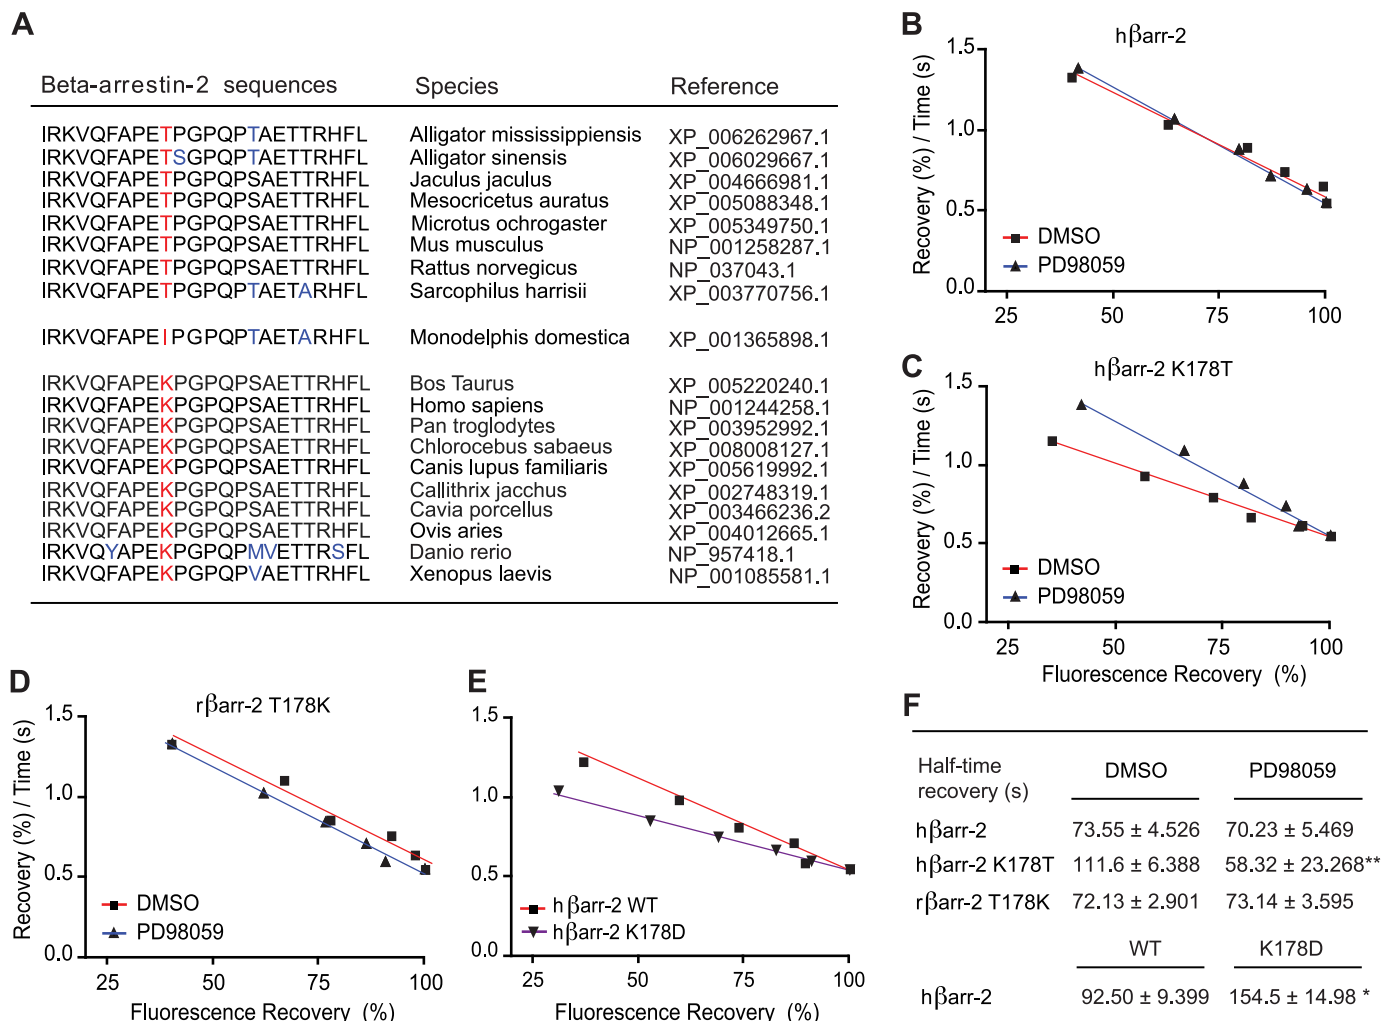 A
Beta-arrestin-2 sequences Species Reference
IRKVQFAPETPGPQPTAETTRHFL Alligator mississippiensis XP_006262967.1
IRKVQFAPETSGPQPTAETTRHFL Alligator sinensis XP_006029667.1
IRKVQFAPETPGPQPSAETTRHFL Jaculus jaculus XP_004666981.1
IRKVQFAPETPGPQPSAETTRHFL Mesocricetus auratus XP_005088348.1
IRKVQFAPETPGPQPSAETTRHFL Microtus ochrogaster XP_005349750.1
IRKVQFAPETPGPQPSAETTRHFL Mus musculus NP_001258287.1
IRKVQFAPETPGPQPSAETTRHFL Rattus norvegicus NP_037043.1
IRKVQFAPETPGPQPTAETARHFL Sarcophilus harrisii XP_003770756.1
IRKVQFAPEIPGPQPTAETARHFL Monodelphis domestica XP_001365898.1
IRKVQFAPEKPGPQPSAETTRHFL Bos Taurus XP_005220240.1
IRKVQFAPEKPGPQPSAETTRHFL Homo sapiens NP_001244258.1
IRKVQFAPEKPGPQPSAETTRHFL Pan troglodytes XP_003952992.1
IRKVQFAPEKPGPQPSAETTRHFL Chlorocebus sabaeus XP_008008127.1
IRKVQFAPEKPGPQPSAETTRHFL Canis lupus familiaris XP_005619992.1
IRKVQFAPEKPGPQPSAETTRHFL Callithrix jacchus XP_002748319.1
IRKVQFAPEKPGPQPSAETTRHFL Cavia porcellus XP_003466236.2
IRKVQFAPEKPGPQPSAETTRHFL Ovis aries XP_004012665.1
IRKVQYAPEKPGPQPMVETTRSFL Danio rerio NP_957418.1
IRKVQFAPEKPGPQPVAETTRHFL Xenopus laevis NP_001085581.1
B
hβarr-2
Recovery (%) / Time (s)
1.5
1.0
0.5
0.0
DMSO
PD98059
25 50 75 100
C
hβarr-2 K178T
Recovery (%) / Time (s)
1.5
1.0
0.5
0.0
DMSO
PD98059
25 50 75 100
Fluorescence Recovery (%)
D
rβarr-2 T178K
Recovery (%) / Time (s)
1.5
1.0
0.5
0.0
DMSO
PD98059
25 50 75 100
Fluorescence Recovery (%)
E
1.5
1.0
0.5
0.0
hβarr-2 WT
hβarr-2 K178D
25 50 75 100
Fluorescence Recovery (%)
F
Half-time recovery (s) DMSO PD98059
hβarr-2 73.55 ± 4.526 70.23 ± 5.469
hβarr-2 K178T 111.6 ± 6.388 58.32 ± 23.268**
rβarr-2 T178K 72.13 ± 2.901 73.14 ± 3.595
WT K178D
hβarr-2 92.50 ± 9.399 154.5 ± 14.98 *